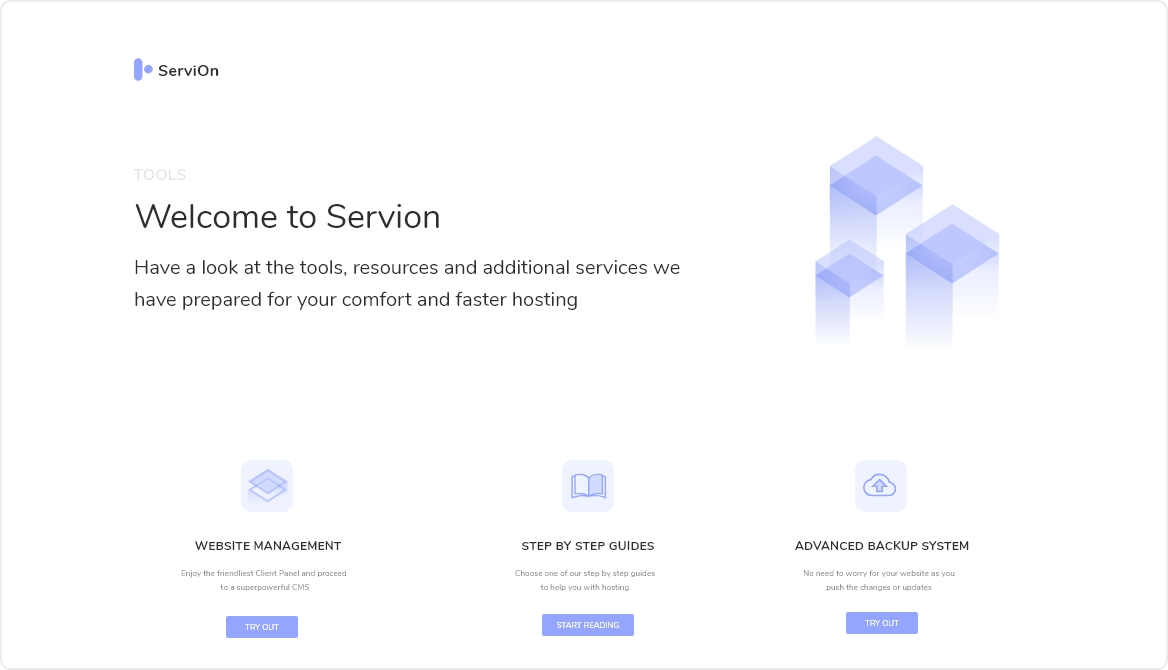 ServiOn
TOOLS
Welcome to Servion
Have a look at the tools, resources and additional services we
have prepared for your comfort and faster hosting
WEBSITE MANAGEMENT
Enjoy the friendliest Client Panel and proceed
to a superpowerful CMS
TRY OUT
STEP BY STEP GUIDES
Choose one of our step by step guides
to help you with hosting
START READING
ADVANCED BACKUP SYSTEM
No need to worry for your website as you
push the changes or updates
TRY OUT